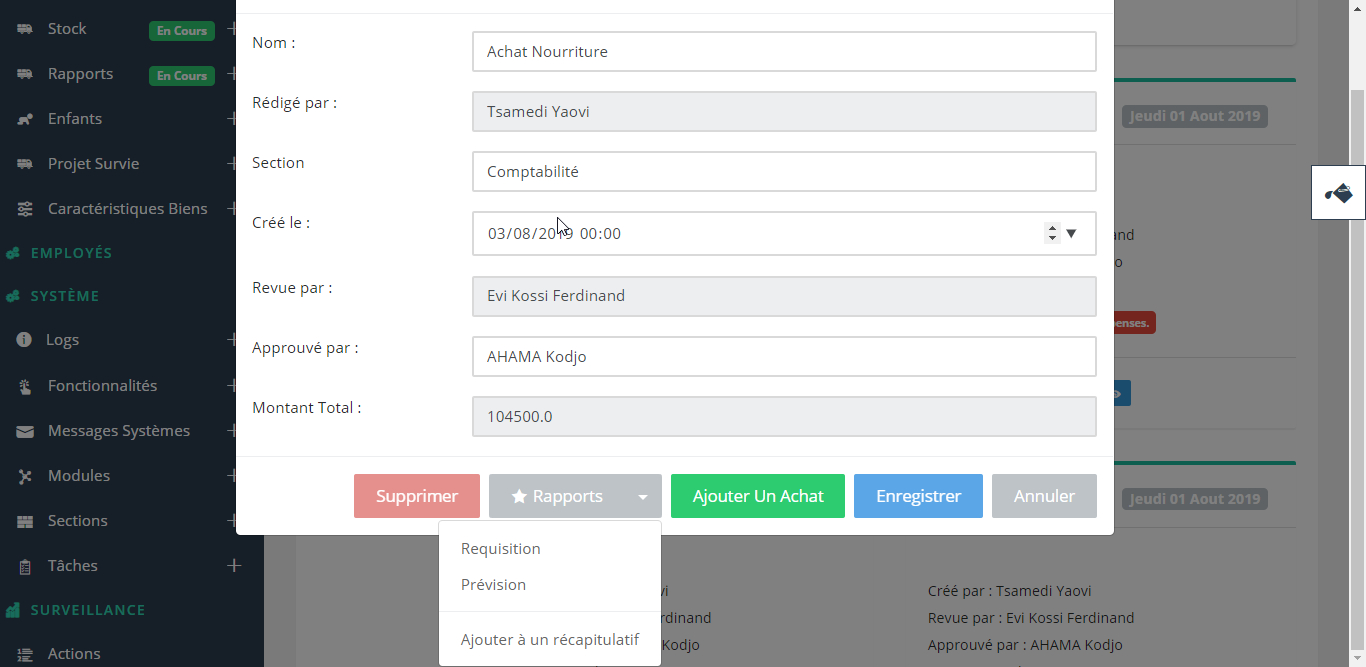 Stock
En Cours
Rapports
En Cours
Enfants
Projet Survie
Caractéristiques Biens
EMPLOYÉS
SYSTÈME
Logs
Fonctionnalités
Messages Systèmes
Modules
Sections
Tâches
SURVEILLANCE
Actions
Nom :
Achat Nourriture
Rédigé par :
Tsamedi Yaovi
Section
Comptabilité
Créé le :
03/08/2019 00:00
Revue par :
Evi Kossi Ferdinand
Approuvé par :
AHAMA Kodjo
Montant Total :
104500.0
Supprimer
Rapports
Ajouter Un Achat
Enregistrer
Annuler
Requisition
Prévision
Ajouter à un récapitulatif
Jeudi 01 Aout 2019
Jeudi 01 Aout 2019
Kodjo
Créé par : Tsamedi Yaovi
Revue par : Evi Kossi Ferdinand
Approuvé par : AHAMA Kodjo